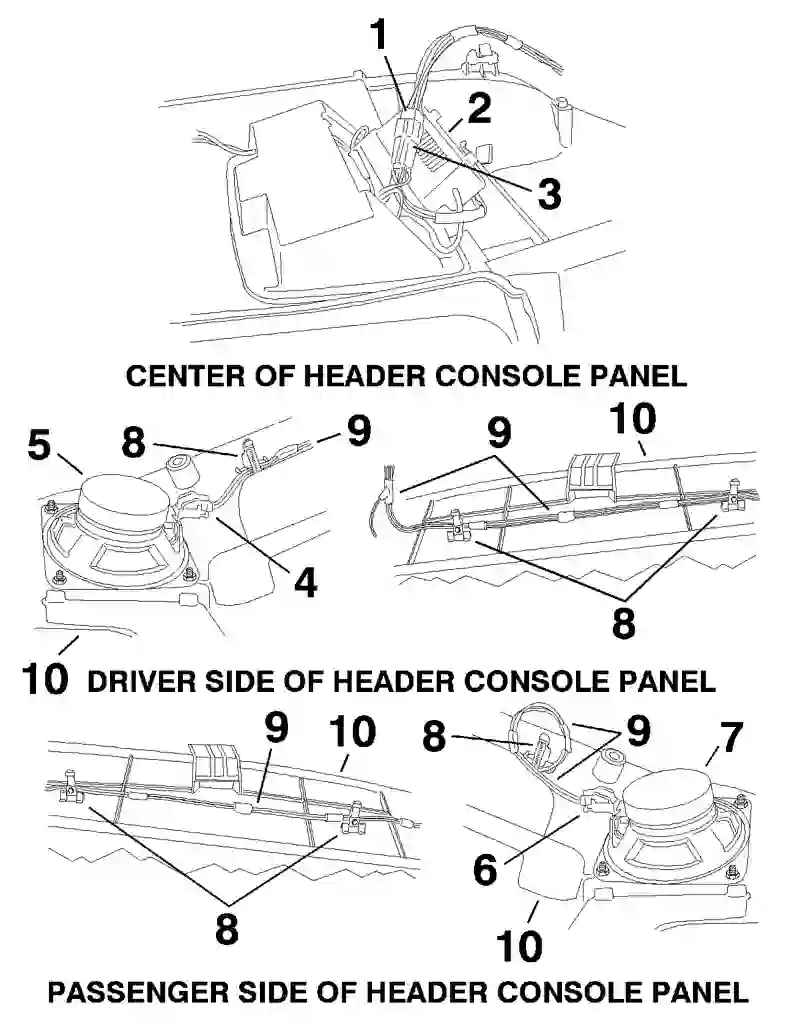 1
2
3
CENTER OF HEADER CONSOLE PANEL
5 8 9
4
10
9 10
8
DRIVER SIDE OF HEADER CONSOLE PANEL
9 10
8
8 9 7
6
10
PASSENGER SIDE OF HEADER CONSOLE PANEL